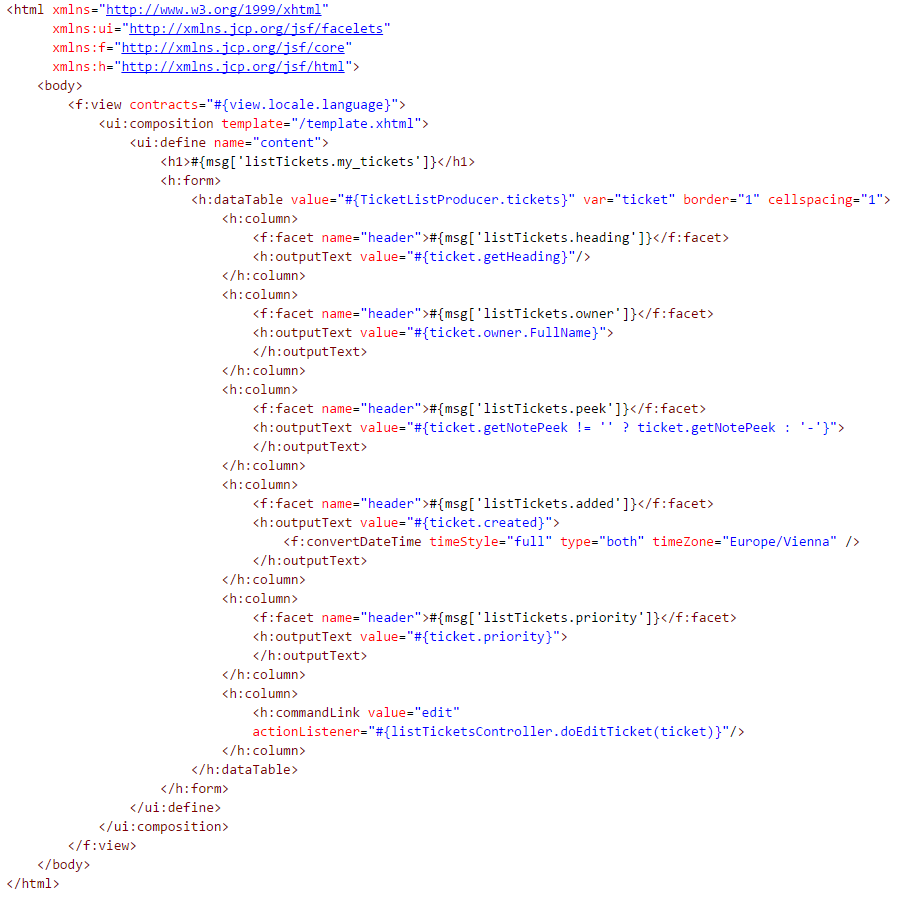 <html xmlns="http://www.w3.org/1999/xhtml"
      xmlns:ui="http://xmlns.jcp.org/jsf/facelets"
      xmlns:f="http://xmlns.jcp.org/jsf/core"
      xmlns:h="http://xmlns.jcp.org/jsf/html">
    <body>
        <f:view contracts="#{view.locale.language}">
            <ui:composition template="/template.xhtml">
                <ui:define name="content">
                    <h1>#{msg['listTickets.my_tickets']}</h1>
                    <h:form>
                        <h:dataTable value="#{TicketListProducer.tickets}" var="ticket" border="1" cellspacing="1">
                            <h:column>
                                <f:facet name="header">#{msg['listTickets.heading']}</f:facet>
                                <h:outputText value="#{ticket.getHeading}"/>
                            </h:column>
                            <h:column>
                                <f:facet name="header">#{msg['listTickets.owner']}</f:facet>
                                <h:outputText value="#{ticket.owner.FullName}">
                                </h:outputText>
                            </h:column>
                            <h:column>
                                <f:facet name="header">#{msg['listTickets.peek']}</f:facet>
                                <h:outputText value="#{ticket.getNotePeek != '' ? ticket.getNotePeek : '-'}">
                                </h:outputText>
                            </h:column>
                            <h:column>
                                <f:facet name="header">#{msg['listTickets.added']}</f:facet>
                                <h:outputText value="#{ticket.created}">
                                    <f:convertDateTime timeStyle="full" type="both" timeZone="Europe/Vienna" />
                                </h:outputText>
                            </h:column>
                            <h:column>
                                <f:facet name="header">#{msg['listTickets.priority']}</f:facet>
                                <h:outputText value="#{ticket.priority}">
                                </h:outputText>
                            </h:column>
                            <h:column>
                                <h:commandLink value="edit"
                                actionListener="#{listTicketsController.doEditTicket(ticket)}"/>
                            </h:column>
                        </h:dataTable>
                    </h:form>
                </ui:define>
            </ui:composition>
        </f:view>
    </body>
</html>